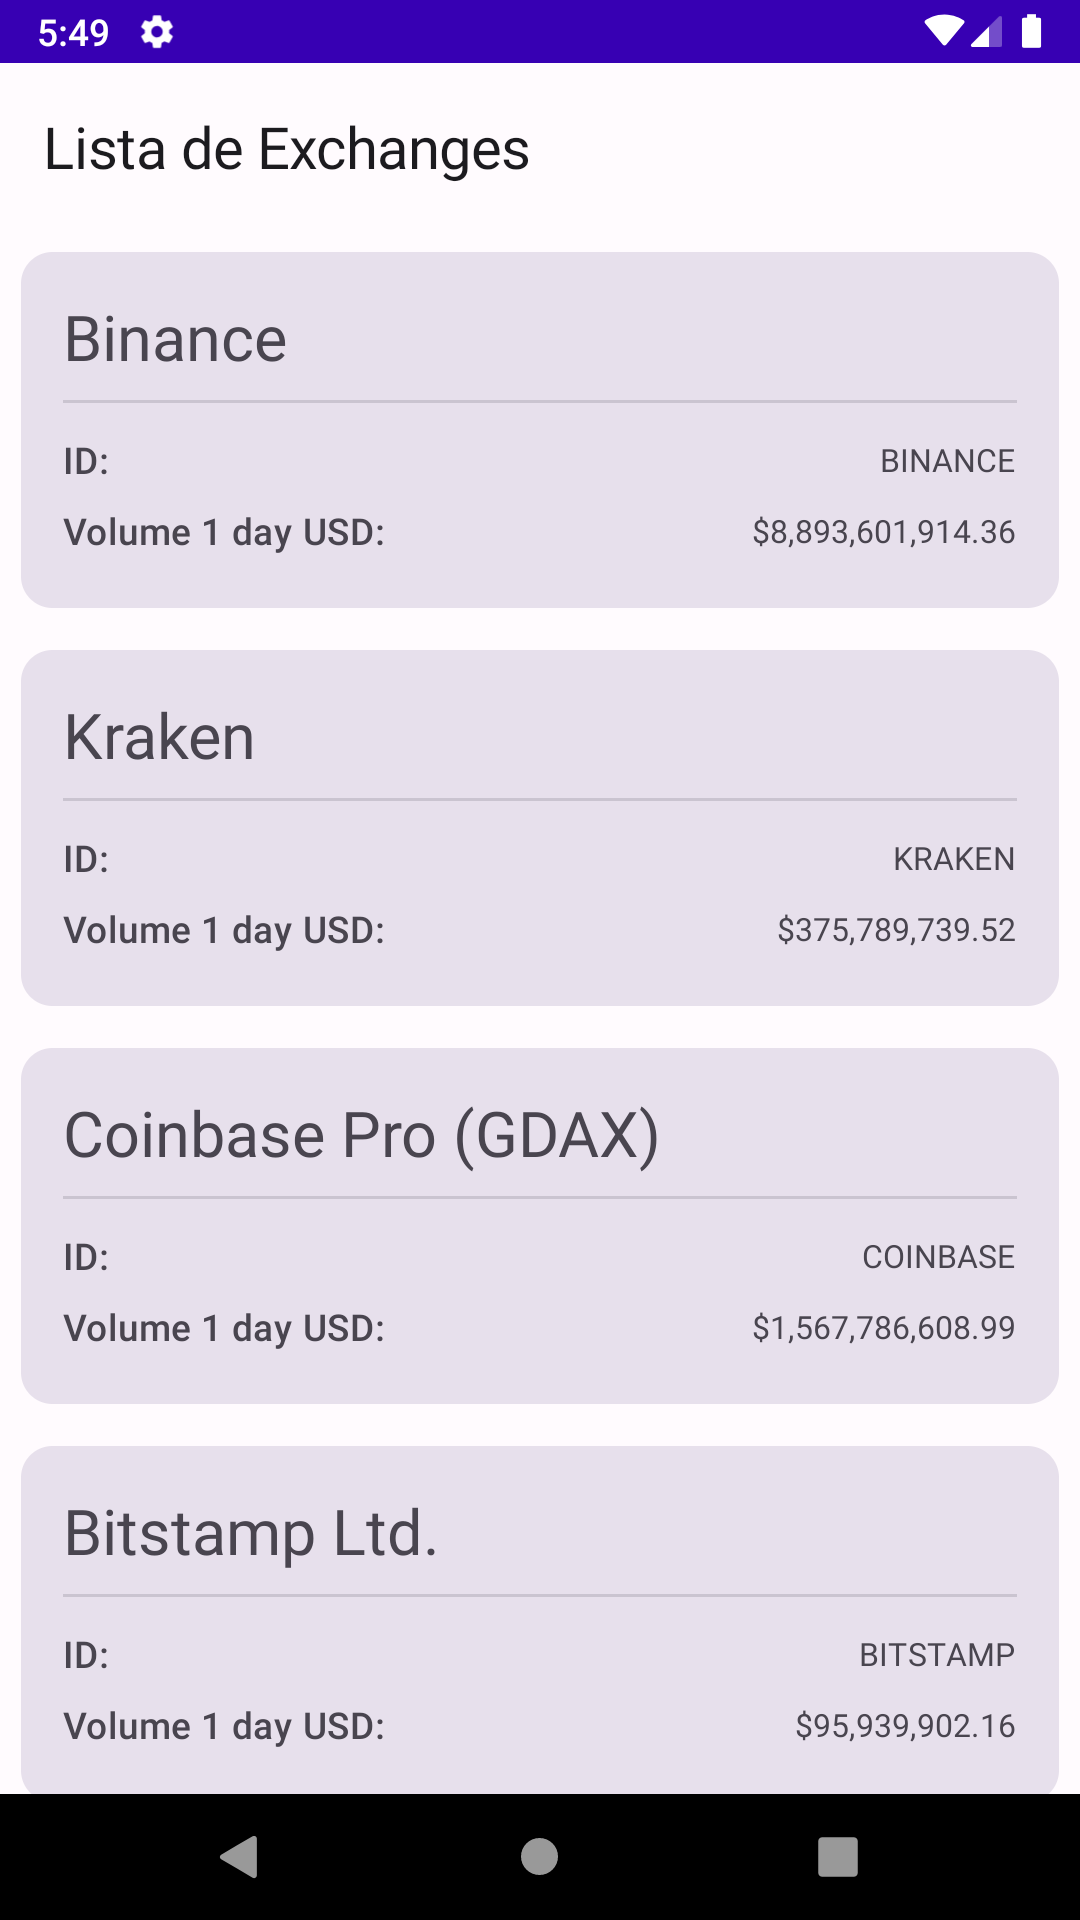 5:49
Lista de Exchanges
Binance
ID: BINANCE
Volume 1 day USD: $8,893,601,914.36
Kraken
ID: KRAKEN
Volume 1 day USD: $375,789,739.52
Coinbase Pro (GDAX)
ID: COINBASE
Volume 1 day USD: $1,567,786,608.99
Bitstamp Ltd.
ID: BITSTAMP
Volume 1 day USD: $95,939,902.16